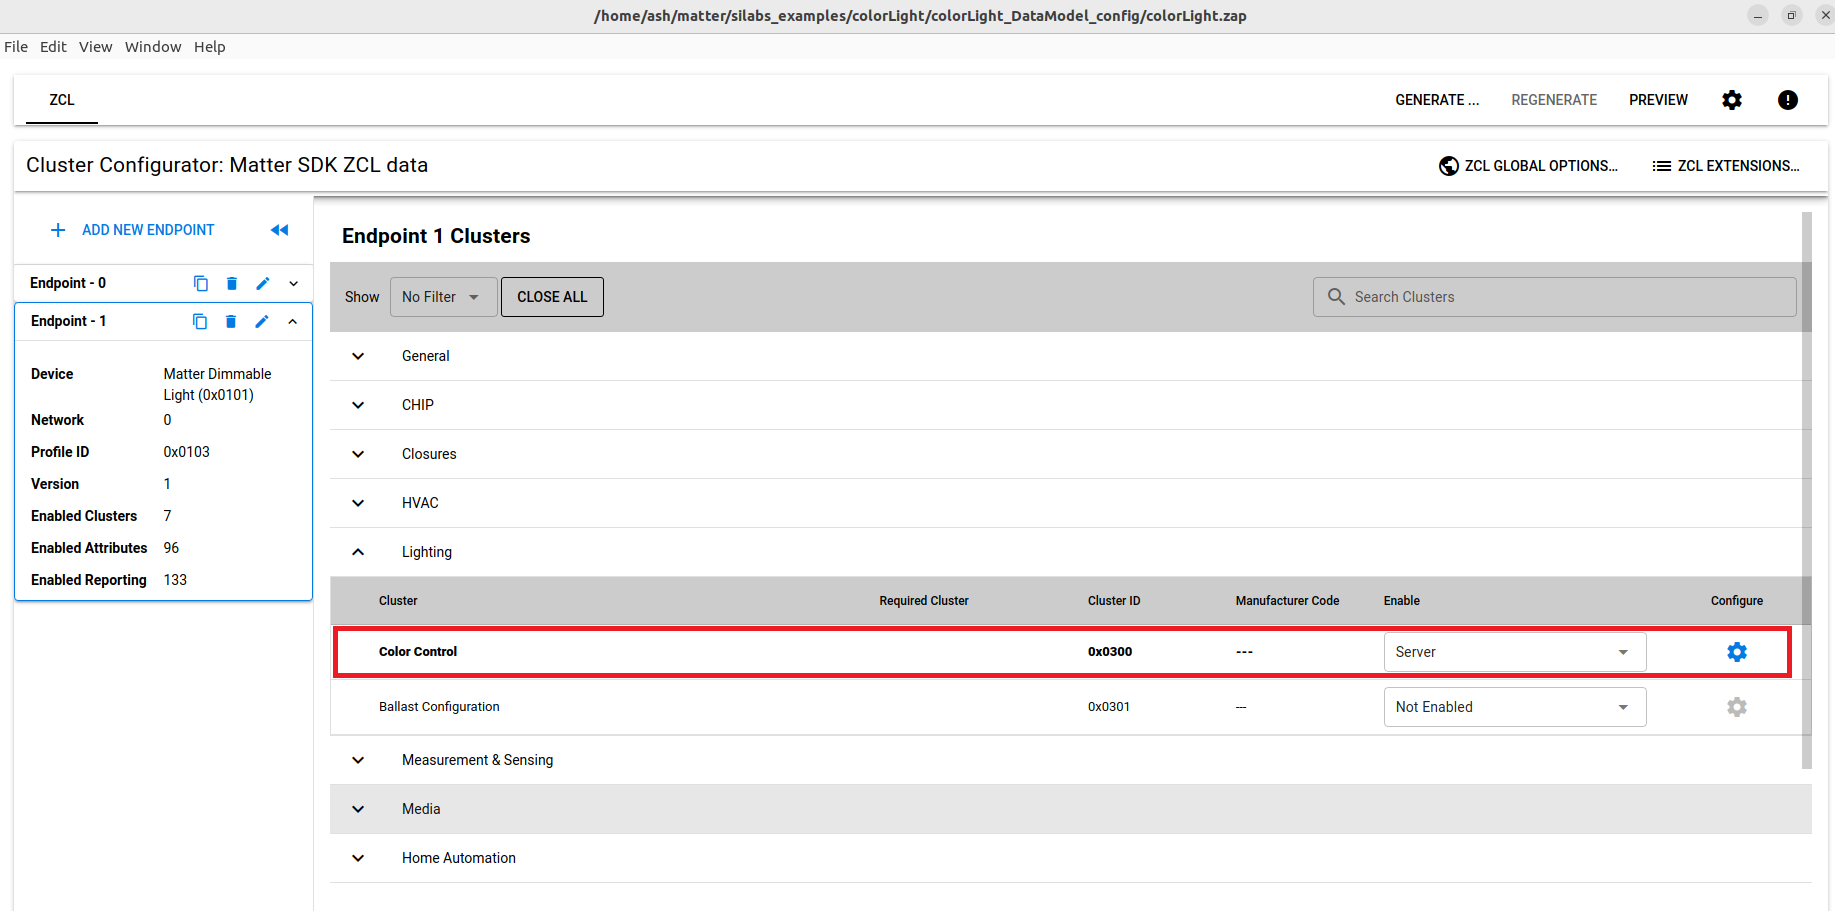 /home/ash/matter/silabs_examples/colorLight/colorLight_DataModel_config/colorLight.zap
File Edit View Window Help
ZCL
GENERATE ... REGENERATE PREVIEW
Cluster Configurator: Matter SDK ZCL data
ZCL GLOBAL OPTIONS... ZCL EXTENSIONS...
ADD NEW ENDPOINT
Endpoint - 0
Endpoint - 1
Device Matter Dimmable
Light (0x0101)
Network 0
Profile ID 0x0103
Version 1
Enabled Clusters 7
Enabled Attributes 96
Enabled Reporting 133
Endpoint 1 Clusters
Show No Filter CLOSE ALL Search Clusters
General
CHIP
Closures
HVAC
Lighting
Cluster Required Cluster Cluster ID Manufacturer Code Enable Configure
Color Control 0x0300 --- Server
Ballast Configuration 0x0301 --- Not Enabled
Measurement & Sensing
Media
Home Automation